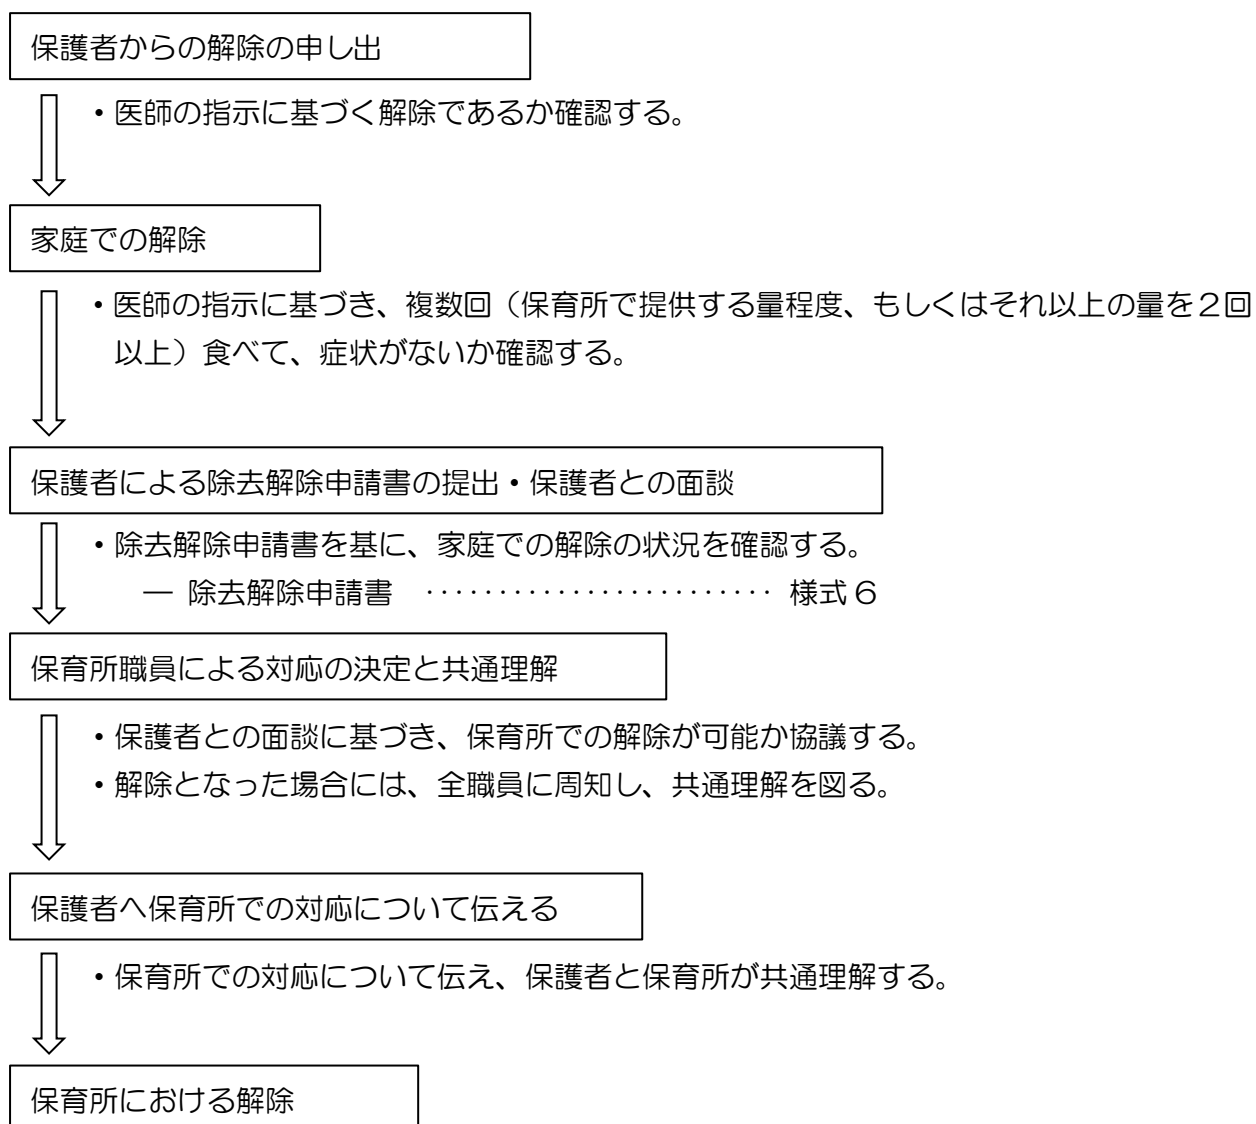 保護者からの解除の申し出
・医師の指示に基づく解除であるか確認する。
家庭での解除
・医師の指示に基づき、複数回（保育所で提供する量程度、もしくはそれ以上の量を２回
以上）食べて、症状がないか確認する。
保護者による除去解除申請書の提出・保護者との面談
・除去解除申請書を基に、家庭での解除の状況を確認する。
― 除去解除申請書 ‥‥‥‥‥‥‥‥‥‥‥‥ 様式６
保育所職員による対応の決定と共通理解
・保護者との面談に基づき、保育所での解除が可能か協議する。
・解除となった場合には、全職員に周知し、共通理解を図る。
保護者へ保育所での対応について伝える
・保育所での対応について伝え、保護者と保育所が共通理解する。
保育所における解除